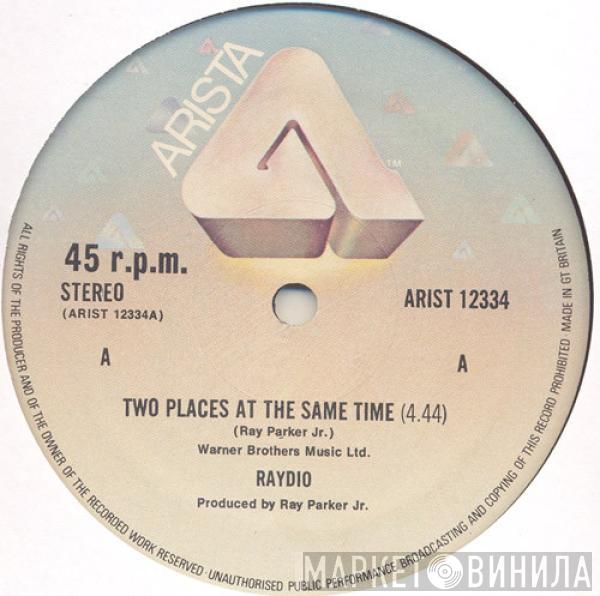 ARISTA
TM
45 r.p.m.
STEREO
(ARIST 12334A)
ARIST 12334
A
A
TWO PLACES AT THE SAME TIME (4.44)
(Ray Parker Jr.)
Warner Brothers Music Ltd.
RAYDIO
Produced by Ray Parker Jr.
ALL RIGHTS OF THE PRODUCER AND OF THE OWNER OF THE RECORDED WORK RESERVED · UNAUTHORISED PUBLIC PERFORMANCE BROADCASTING AND COPYING OF THIS RECORD PROHIBITED · MADE IN GT BRITAIN
МАРКЕТ ВИНИЛА